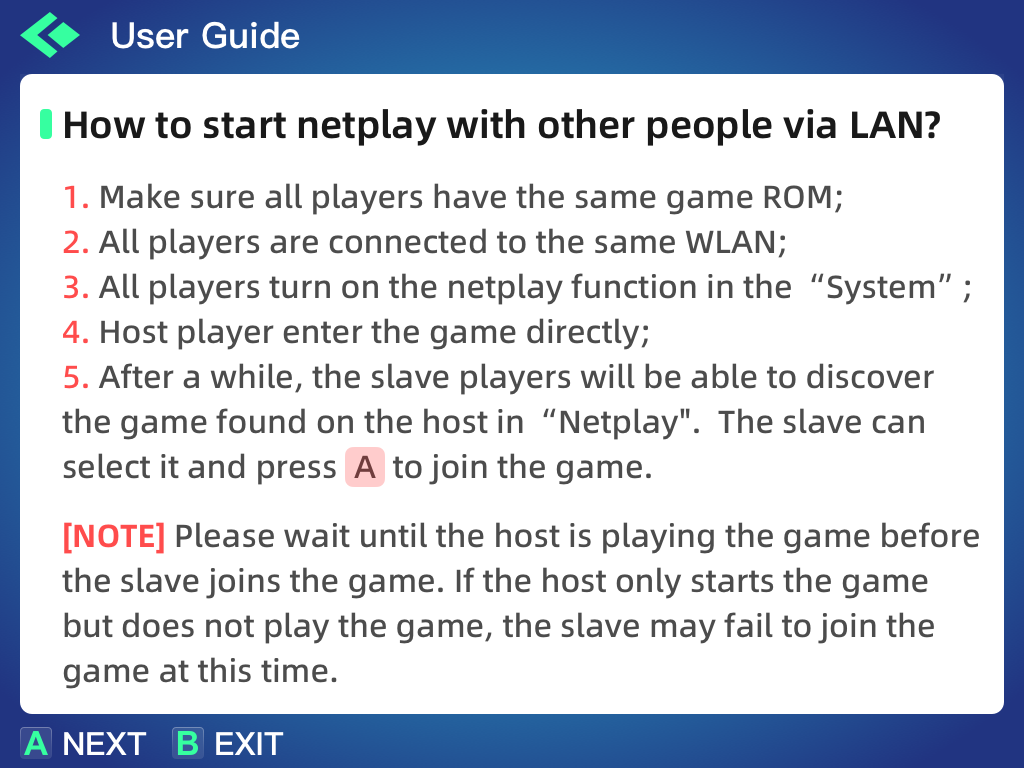 User Guide
How to start netplay with other people via LAN?
1. Make sure all players have the same game ROM;
2. All players are connected to the same WLAN;
3. All players turn on the netplay function in the “System” ;
4. Host player enter the game directly;
5. After a while, the slave players will be able to discover
the game found on the host in “Netplay". The slave can
select it and press A to join the game.
[NOTE] Please wait until the host is playing the game before
the slave joins the game. If the host only starts the game
but does not play the game, the slave may fail to join the
game at this time.
A NEXT B EXIT